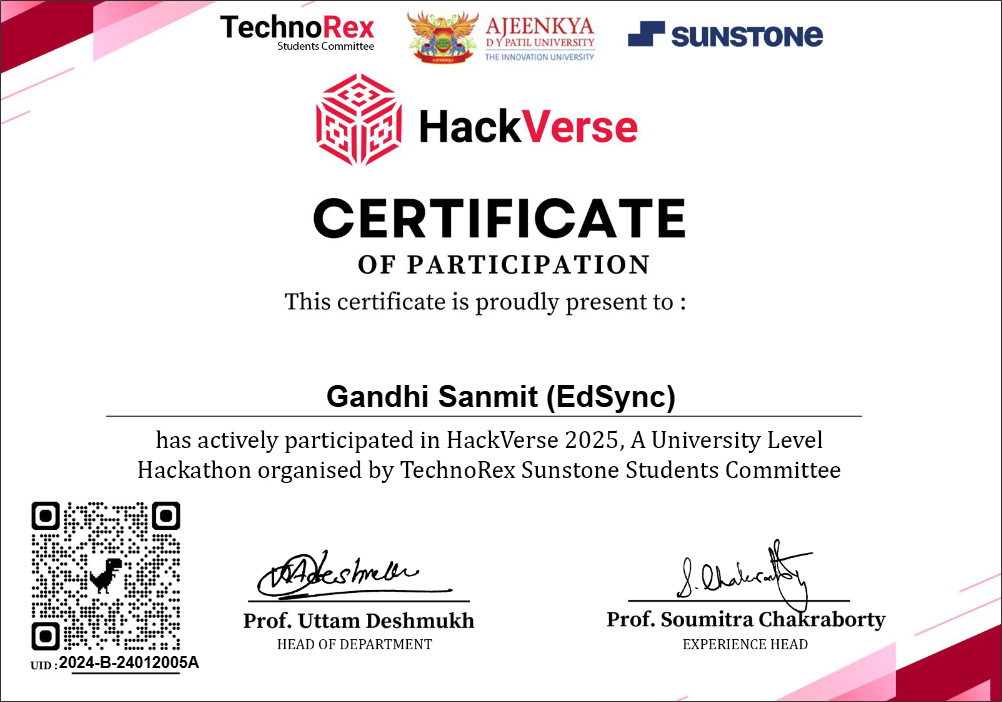 TechnoRex
Students Committee
AJEENKYA
D Y PATIL UNIVERSITY
THE INNOVATION UNIVERSITY
SUNSTONE
HackVerse
CERTIFICATE
OF PARTICIPATION
This certificate is proudly present to :
Gandhi Sanmit (EdSync)
has actively participated in HackVerse 2025, A University Level
Hackathon organised by TechnoRex Sunstone Students Committee
UID : 2024-B-24012005A
Prof. Uttam Deshmukh
HEAD OF DEPARTMENT
S. Chakraborty
Prof. Soumitra Chakraborty
EXPERIENCE HEAD